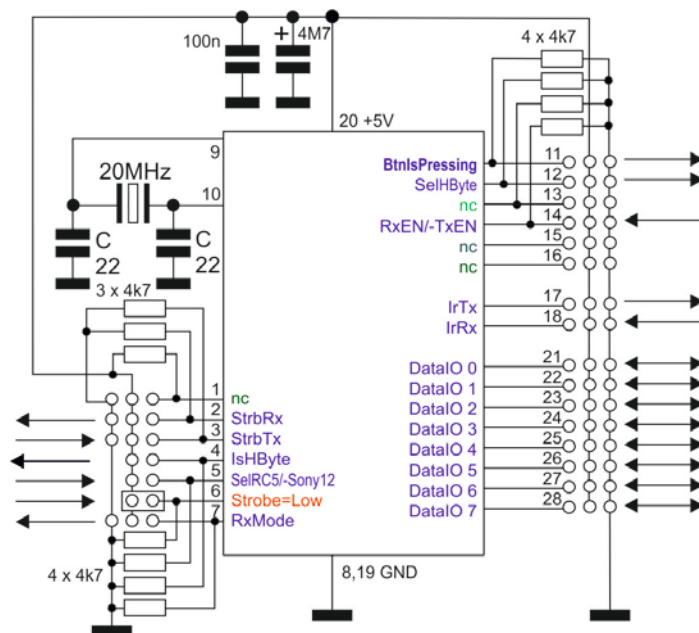 100n
+ 4M7
4 x 4k7
20 +5V
9
20MHz
10
C
22
C
22
3 x 4k7
1 nc
2 StrbRx
3 StrbTx
4 IsHByte
5 SelRC5/-Sony12
6 Strobe=Low
7 RxMode
4 x 4k7
BtnIsPressing 11
SelHByte 12
nc 13
RxEN/-TxEN 14
nc 15
nc 16
IrTx 17
IrRx 18
DataIO 0 21
DataIO 1 22
DataIO 2 23
DataIO 3 24
DataIO 4 25
DataIO 5 26
DataIO 6 27
DataIO 7 28
8,19 GND